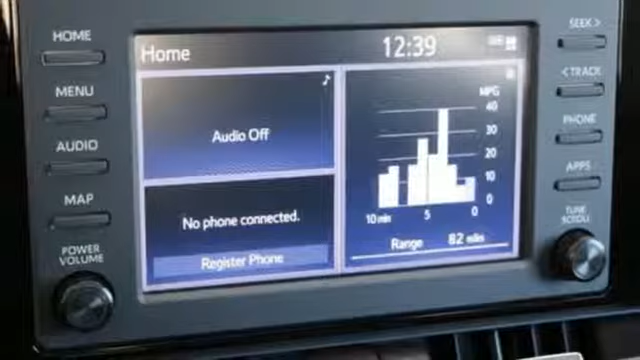 HOME
MENU
AUDIO
MAP
POWER
VOLUME
Home
12:39
Audio Off
No phone connected.
Register Phone
MPG
40
30
20
10
0
10 min 5 0
Range 82 miles
SEEK >
< TRACK
PHONE
APPS
TUNE
SCROLL